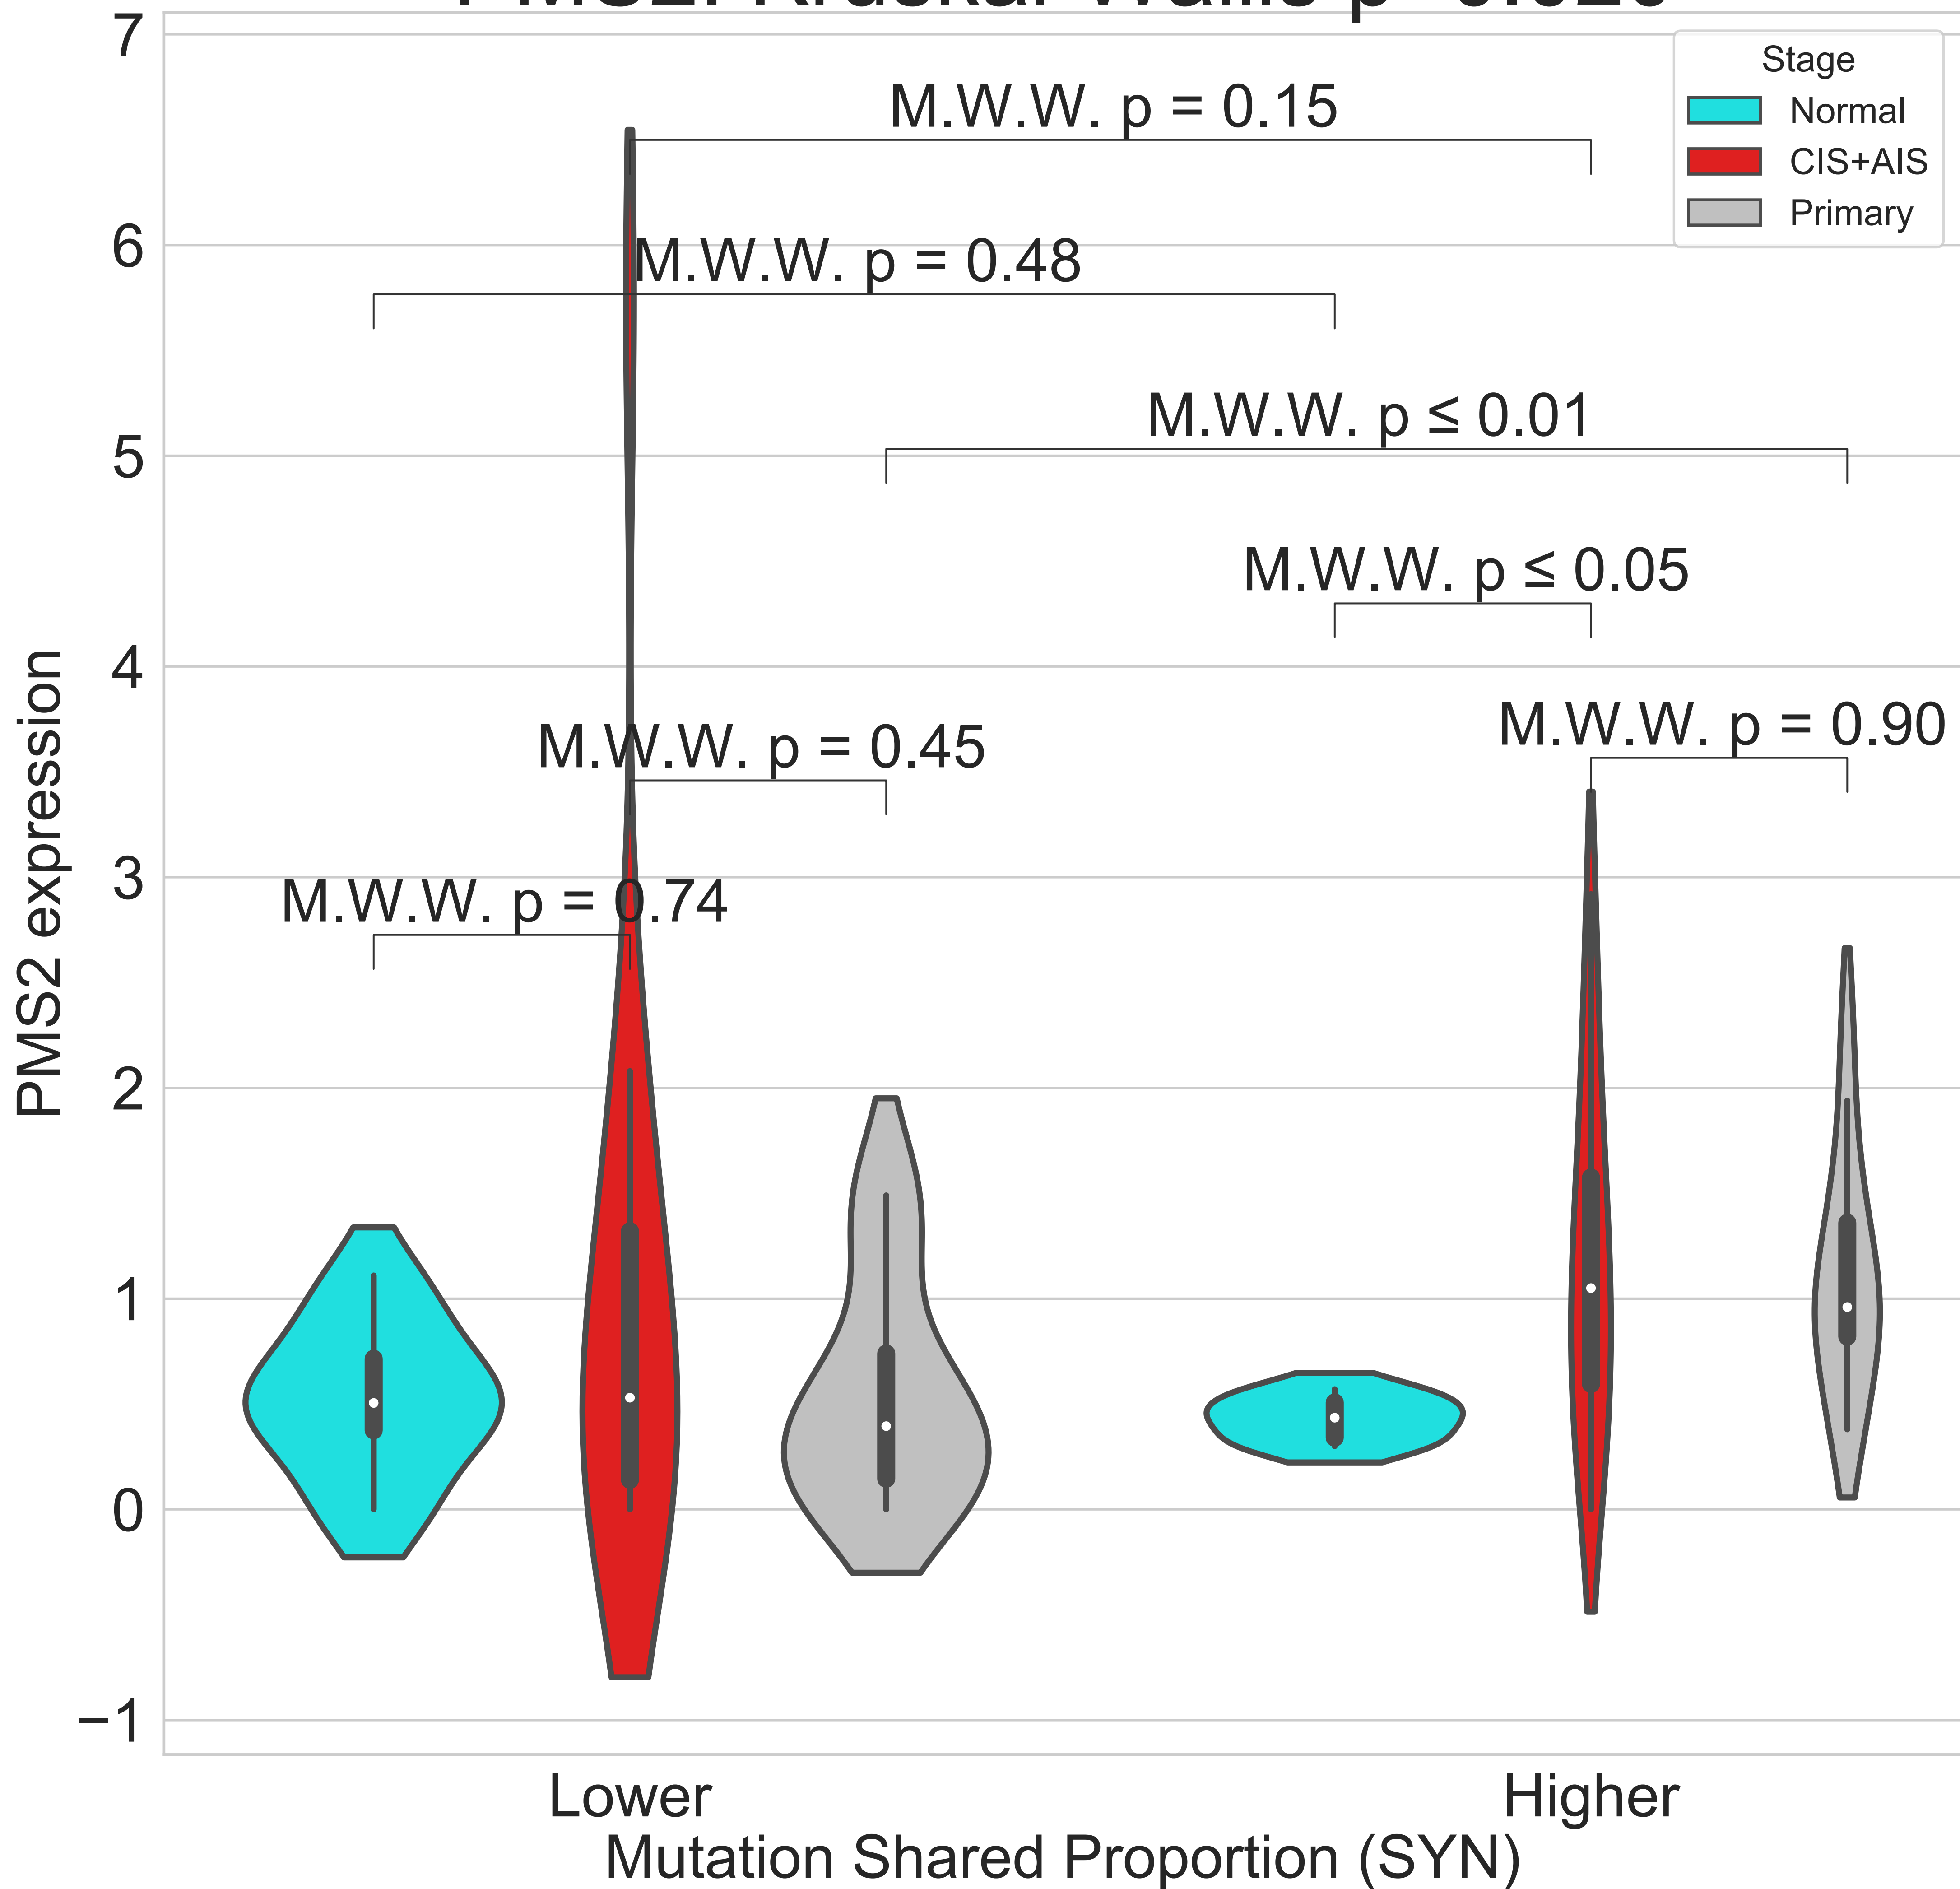 7
Stage
Normal
CIS+AIS
Primary
M.W.W. p = 0.15
6
M.W.W. p = 0.48
5
M.W.W. p ≤ 0.01
M.W.W. p ≤ 0.05
4
M.W.W. p = 0.45
M.W.W. p = 0.90
3
M.W.W. p = 0.74
PMS2 expression
2
1
0
−1
Lower
Higher
Mutation Shared Proportion (SYN)